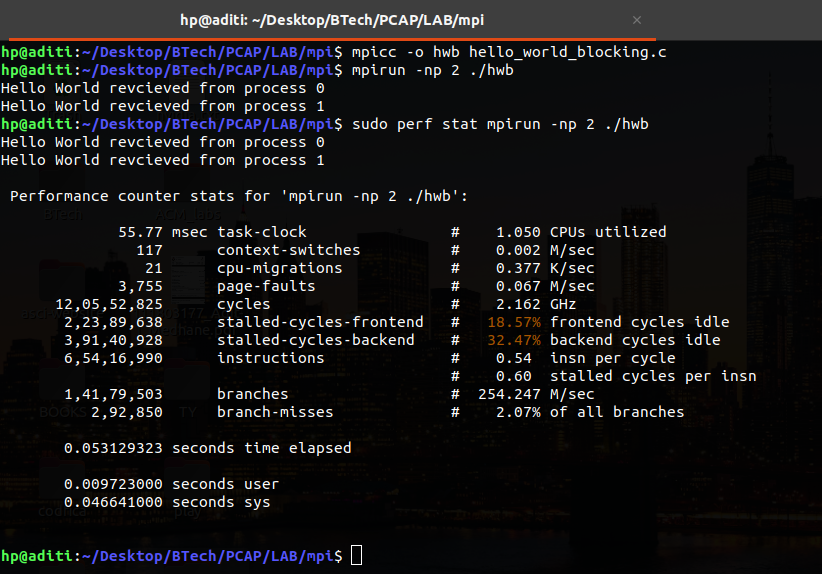 hp@aditi: ~/Desktop/BTech/PCAP/LAB/mpi ×
hp@aditi:~/Desktop/BTech/PCAP/LAB/mpi$ mpicc -o hwb hello_world_blocking.c
hp@aditi:~/Desktop/BTech/PCAP/LAB/mpi$ mpirun -np 2 ./hwb
Hello World revcieved from process 0
Hello World revcieved from process 1
hp@aditi:~/Desktop/BTech/PCAP/LAB/mpi$ sudo perf stat mpirun -np 2 ./hwb
Hello World revcieved from process 0
Hello World revcieved from process 1
Performance counter stats for 'mpirun -np 2 ./hwb':
55.77 msec task-clock # 1.050 CPUs utilized
117 context-switches # 0.002 M/sec
21 cpu-migrations # 0.377 K/sec
3,755 page-faults # 0.067 M/sec
12,05,52,825 cycles # 2.162 GHz
2,23,89,638 stalled-cycles-frontend # 18.57% frontend cycles idle
3,91,40,928 stalled-cycles-backend # 32.47% backend cycles idle
6,54,16,990 instructions # 0.54 insn per cycle
# 0.60 stalled cycles per insn
1,41,79,503 branches # 254.247 M/sec
2,92,850 branch-misses # 2.07% of all branches
0.053129323 seconds time elapsed
0.009723000 seconds user
0.046641000 seconds sys
hp@aditi:~/Desktop/BTech/PCAP/LAB/mpi$